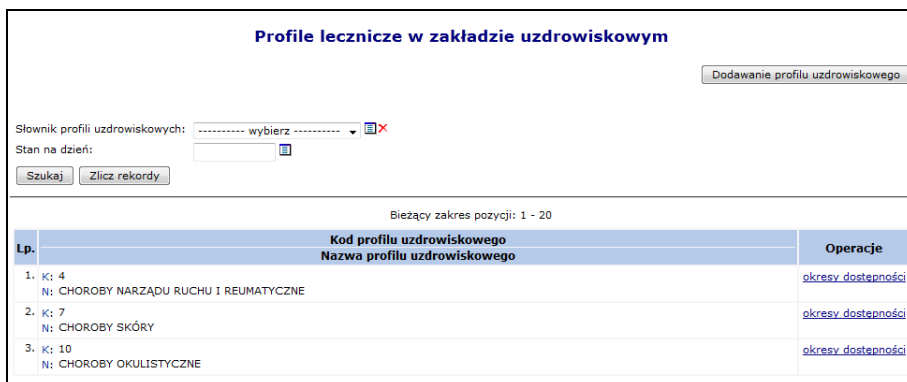 Profile lecznicze w zakładzie uzdrowiskowym
Dodawanie profilu uzdrowiskowego
Słownik profili uzdrowiskowych: ---------- wybierz ----------
Stan na dzień:
Szukaj Zlicz rekordy
Bieżący zakres pozycji: 1 - 20
Lp. Kod profilu uzdrowiskowego
Nazwa profilu uzdrowiskowego Operacje
1. K: 4 okresy dostępności
N: CHOROBY NARZĄDU RUCHU I REUMATYCZNE
2. K: 7 okresy dostępności
N: CHOROBY SKÓRY
3. K: 10 okresy dostępności
N: CHOROBY OKULISTYCZNE